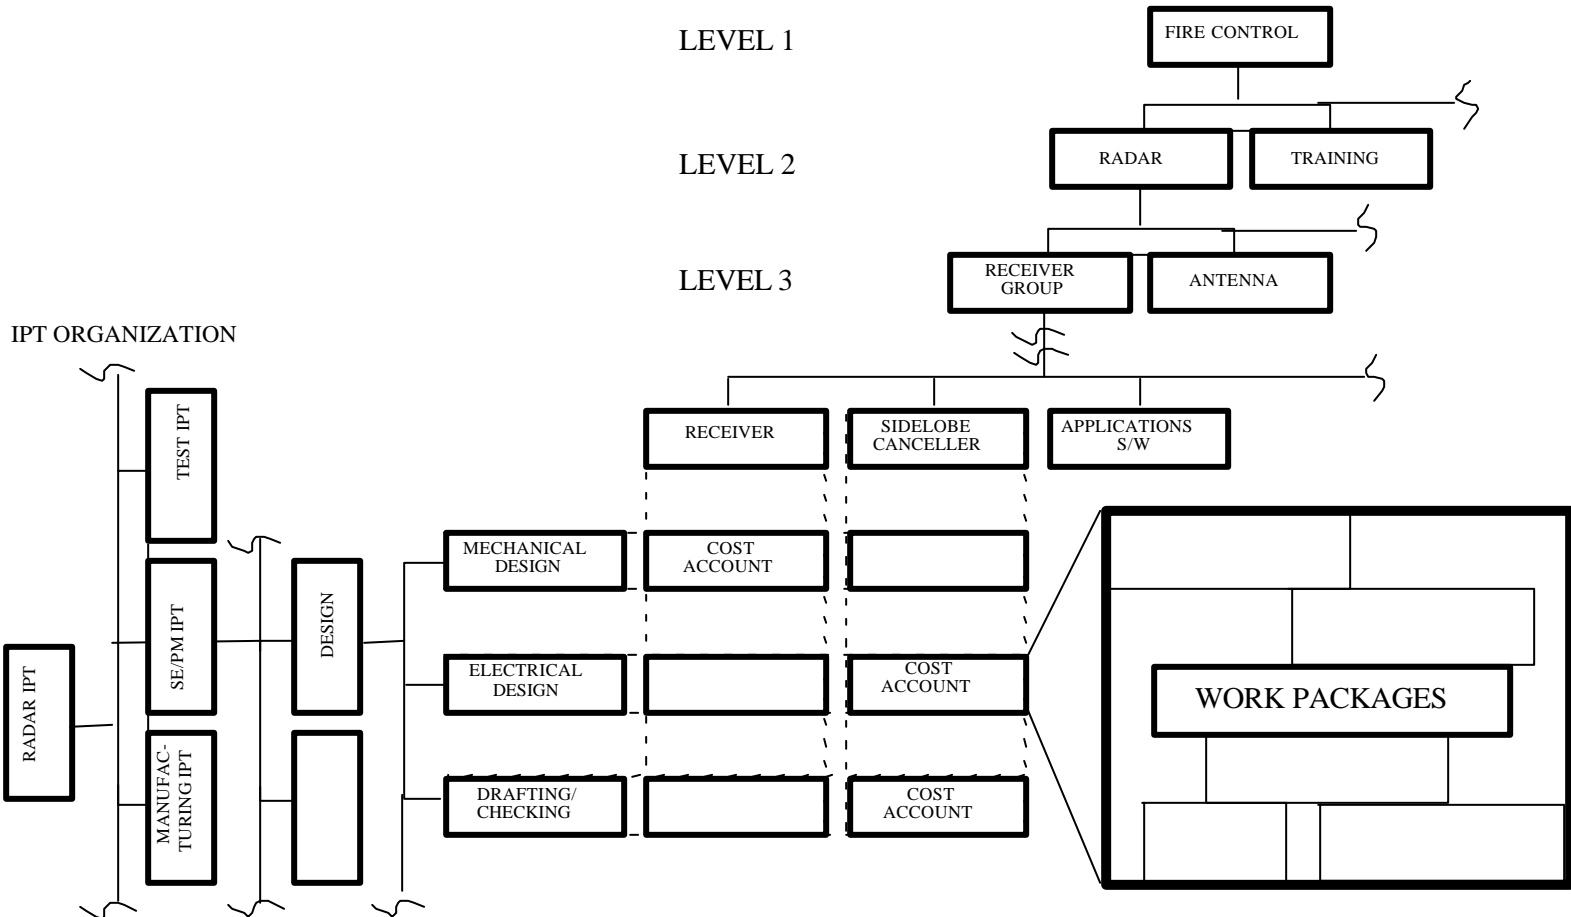 LEVEL 1
FIRE CONTROL
LEVEL 2
RADAR
TRAINING
LEVEL 3
RECEIVER
GROUP
ANTENNA
IPT ORGANIZATION
RECEIVER
SIDELOBE
CANCELLER
APPLICATIONS
S/W
TEST IPT
SE/PM IPT
MANUFAC-
TURING IPT
RADAR IPT
DESIGN
MECHANICAL
DESIGN
COST
ACCOUNT
ELECTRICAL
DESIGN
COST
ACCOUNT
DRAFTING/
CHECKING
COST
ACCOUNT
WORK PACKAGES